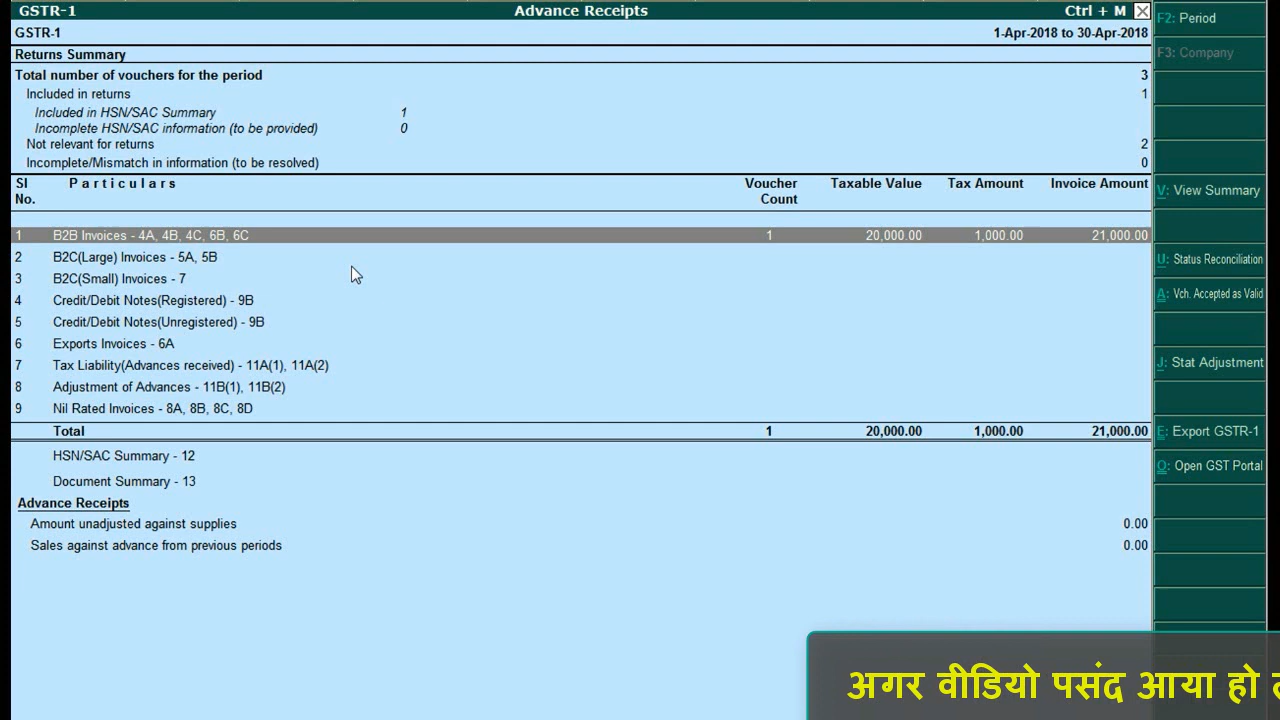 GSTR-1 Advance Receipts Ctrl + M
GSTR-1 1-Apr-2018 to 30-Apr-2018
Returns Summary
Total number of vouchers for the period 3
Included in returns 1
Included in HSN/SAC Summary 1
Incomplete HSN/SAC information (to be provided) 0
Not relevant for returns 2
Incomplete/Mismatch in information (to be resolved) 0
Sl Particulars Voucher Taxable Value Tax Amount Invoice Amount
No. Count
1 B2B Invoices - 4A, 4B, 4C, 6B, 6C 1 20,000.00 1,000.00 21,000.00
2 B2C(Large) Invoices - 5A, 5B
3 B2C(Small) Invoices - 7
4 Credit/Debit Notes(Registered) - 9B
5 Credit/Debit Notes(Unregistered) - 9B
6 Exports Invoices - 6A
7 Tax Liability(Advances received) - 11A(1), 11A(2)
8 Adjustment of Advances - 11B(1), 11B(2)
9 Nil Rated Invoices - 8A, 8B, 8C, 8D
Total 1 20,000.00 1,000.00 21,000.00
HSN/SAC Summary - 12
Document Summary - 13
Advance Receipts
Amount unadjusted against supplies 0.00
Sales against advance from previous periods 0.00
F2: Period
F3: Company
V: View Summary
U: Status Reconciliation
A: Vch. Accepted as Valid
J: Stat Adjustment
E: Export GSTR-1
O: Open GST Portal
अगर वीडियो पसंद आया हो